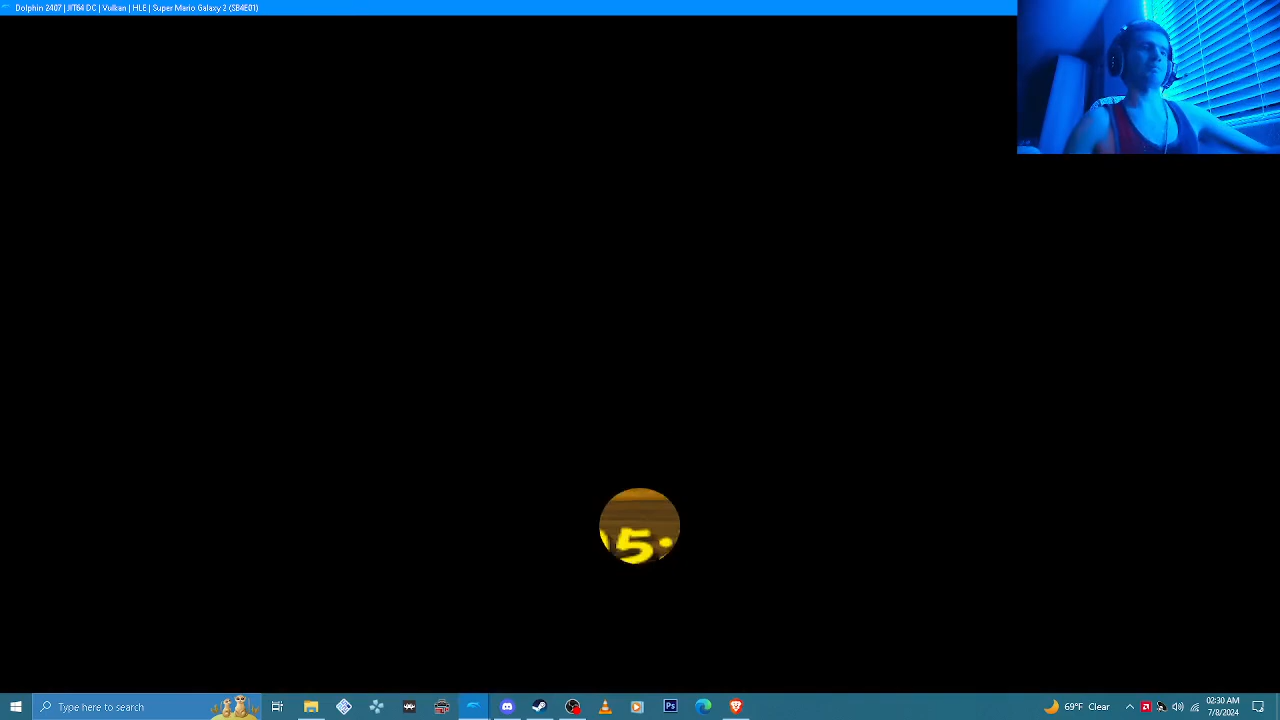 Dolphin 2407 | JIT64 DC | Vulkan | HLE | Super Mario Galaxy 2 (SB4E01)
5
Type here to search
Ps
69°F Clear
02:30 AM
7/8/2024